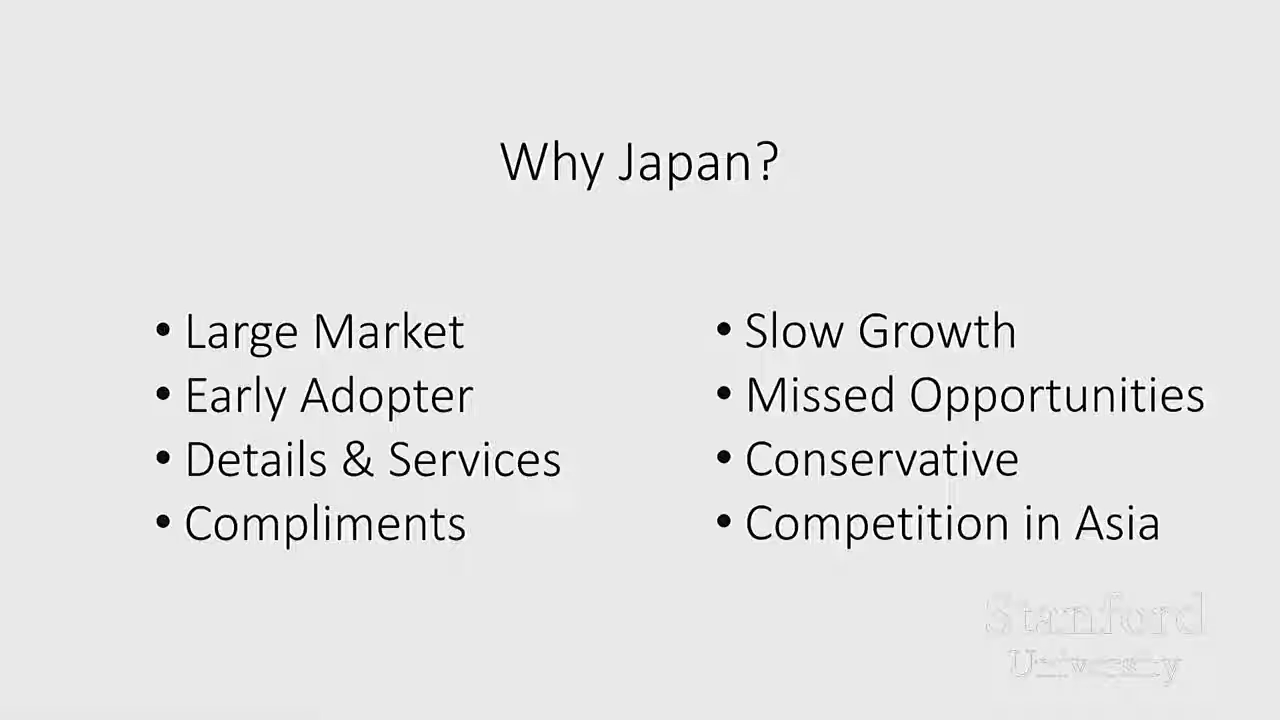 Why Japan?
• Large Market
• Early Adopter
• Details & Services
• Compliments
• Slow Growth
• Missed Opportunities
• Conservative
• Competition in Asia
Stanford
University